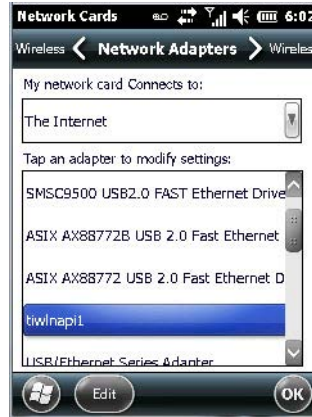 Network Cards 6:02
Wireless Network Adapters Wireles
My network card Connects to:
The Internet
Tap an adapter to modify settings:
SMSC9500 USB2.0 FAST Ethernet Drive
ASIX AX88772B USB 2.0 Fast Ethernet
ASIX AX88772 USB 2.0 Fast Ethernet D
tiwlnapi1
USB/Ethernet Series Adapter
Edit OK